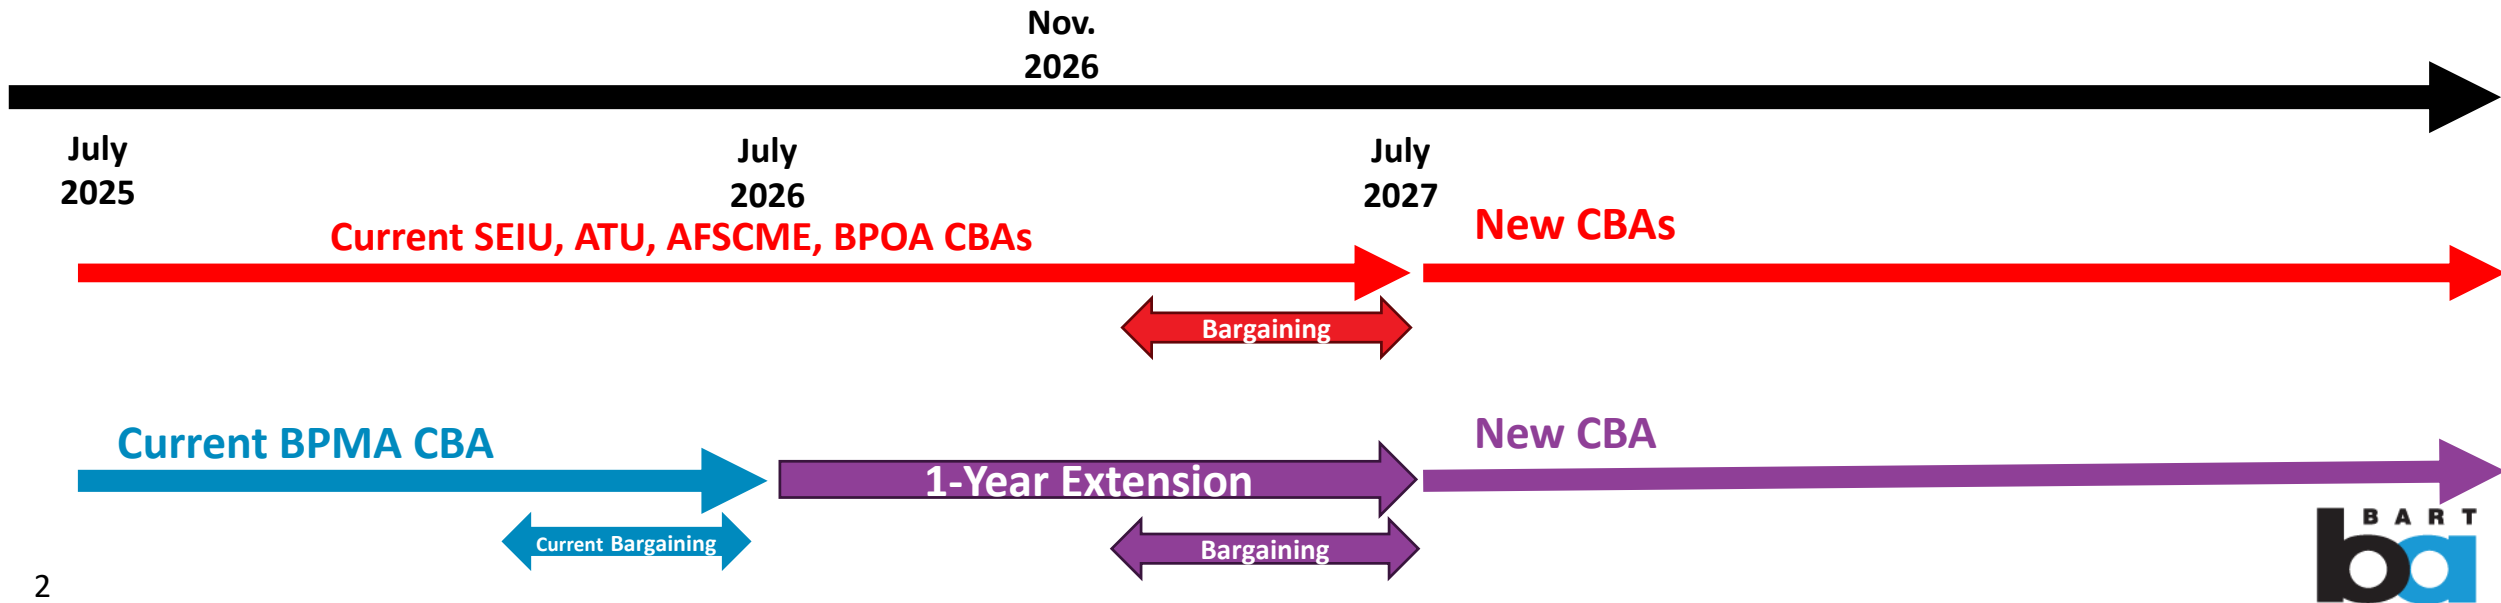 Nov.
2026
July
2025
July
2026
July
2027
Current SEIU, ATU, AFSCME, BPOA CBAs
New CBAs
Bargaining
Current BPMA CBA
New CBA
1-Year Extension
Current Bargaining
Bargaining
BART
ba
2